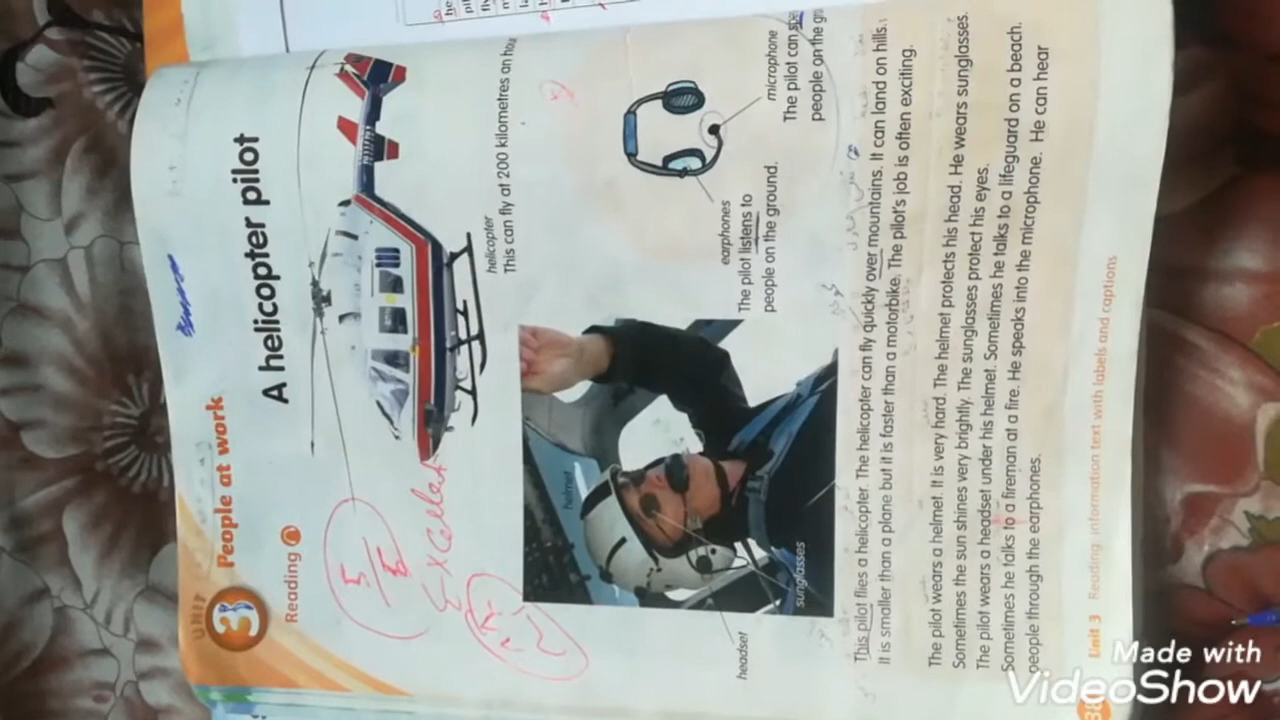 UNIT
3
People at work
Reading
A helicopter pilot
5/5
Excellent
helicopter
This can fly at 200 kilometres an
helmet
sunglasses
headset
earphones
The pilot listens to
people on the ground.
microphone
The pilot can
people on the
This pilot flies a helicopter. The helicopter can fly quickly over mountains. It can land on hills.
It is smaller than a plane but it is faster than a motorbike. The pilot's job is often exciting.
The pilot wears a helmet. It is very hard. The helmet protects his head. He wears sunglasses.
Sometimes the sun shines very brightly. The sunglasses protect his eyes.
The pilot wears a headset under his helmet. Sometimes he talks to a lifeguard on a beach.
Sometimes he talks to a fireman at a fire. He speaks into the microphone. He can hear
people through the earphones.
Unit 3 Reading: information text with labels and captions
Made with
VideoShow